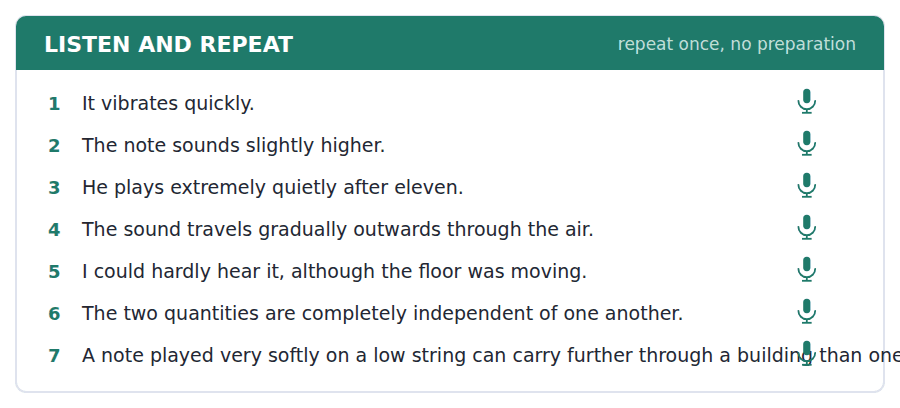 LISTEN AND REPEAT
repeat once, no preparation
1 It vibrates quickly.
2 The note sounds slightly higher.
3 He plays extremely quietly after eleven.
4 The sound travels gradually outwards through the air.
5 I could hardly hear it, although the floor was moving.
6 The two quantities are completely independent of one another.
7 A note played very softly on a low string can carry further through a building than one